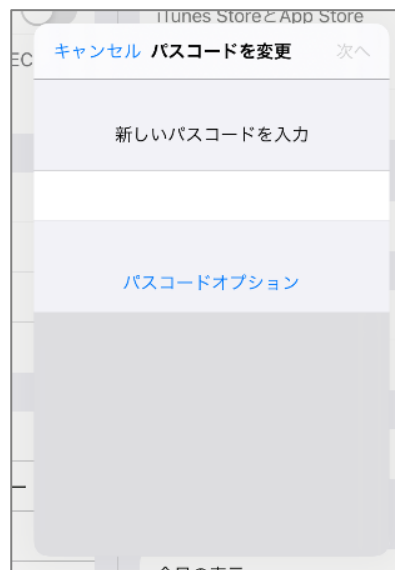 iTunes StoreとApp Store
EC
キャンセル パスコードを変更 次へ
新しいパスコードを入力
パスコードオプション